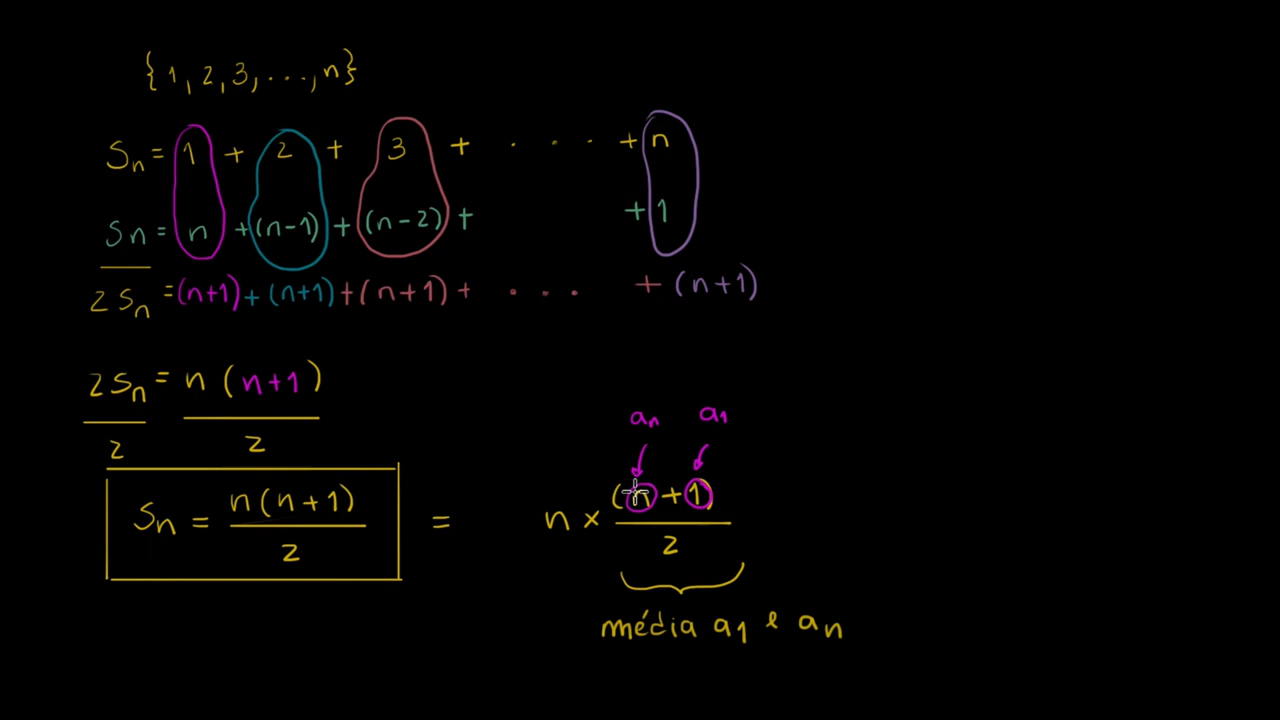 {1, 2, 3, ..., n}
Sn = 1 + 2 + 3 + . . . + n
Sn = n + (n-1) + (n-2) + + 1
2Sn = (n+1) + (n+1) + (n+1) + . . . + (n+1)
2Sn = n (n+1)
2 2
an a1
Sn = n(n+1) = n × (n + 1)
2 2
média a1 e an